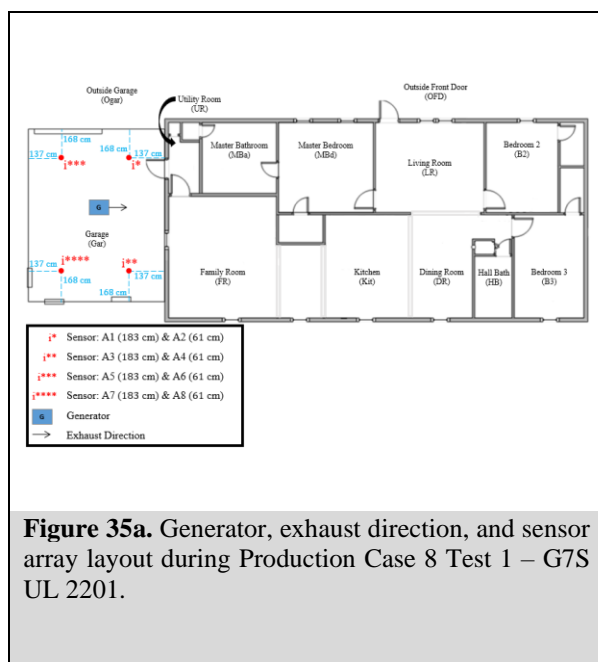 Outside Garage
(Ogar)
Utility Room
(UR)
Outside Front Door
(OFD)
168 cm
168 cm
137 cm
137 cm
i***
i*
Master Bathroom
(MBa)
Master Bedroom
(MBd)
Living Room
(LR)
Bedroom 2
(B2)
G
Garage
(Gar)
i****
i**
137 cm
137 cm
168 cm
168 cm
Family Room
(FR)
Kitchen
(Kit)
Dining Room
(DR)
Hall Bath
(HB)
Bedroom 3
(B3)
i* Sensor: A1 (183 cm) & A2 (61 cm)
i** Sensor: A3 (183 cm) & A4 (61 cm)
i*** Sensor: A5 (183 cm) & A6 (61 cm)
i**** Sensor: A7 (183 cm) & A8 (61 cm)
G Generator
Exhaust Direction
Figure 35a. Generator, exhaust direction, and sensor
array layout during Production Case 8 Test 1 – G7S
UL 2201.